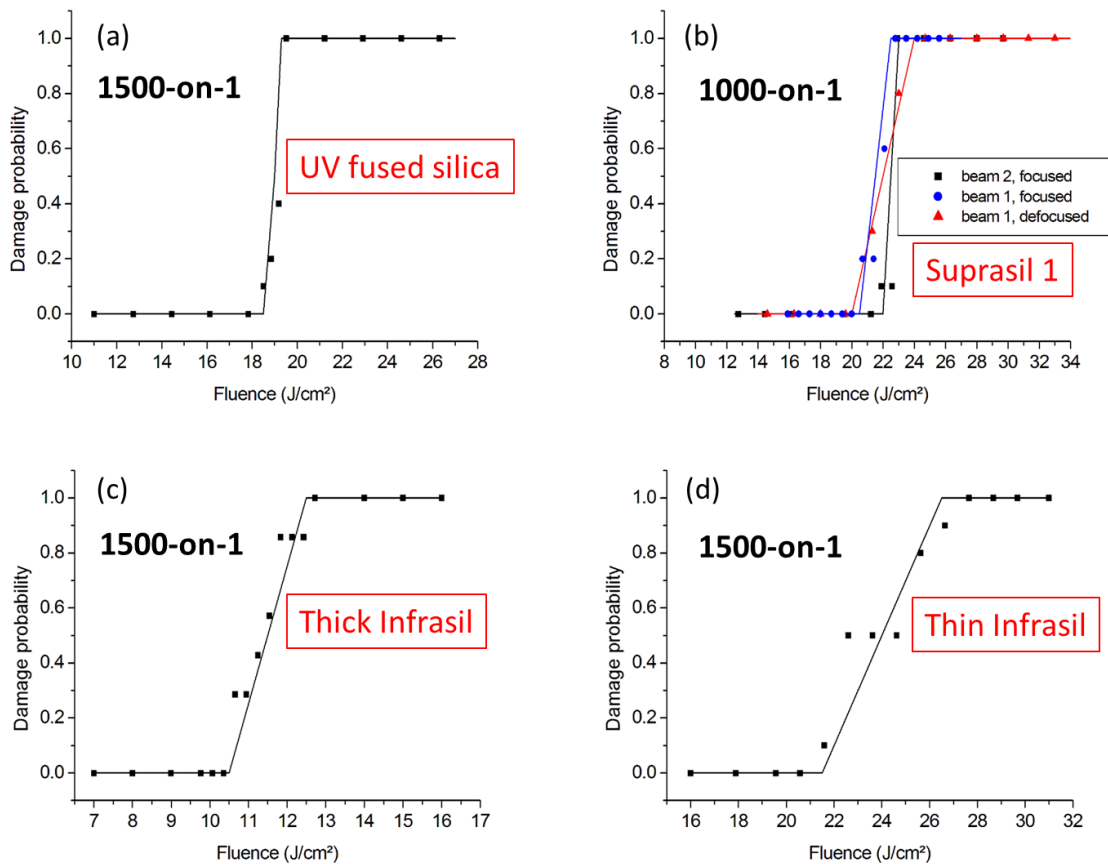 (a)
1500-on-1
UV fused silica
Damage probability
1.0
0.8
0.6
0.4
0.2
0.0
10 12 14 16 18 20 22 24 26 28
Fluence (J/cm²)
(b)
1000-on-1
beam 2, focused
beam 1, focused
beam 1, defocused
Suprasil 1
Damage probability
1.0
0.8
0.6
0.4
0.2
0.0
8 10 12 14 16 18 20 22 24 26 28 30 32 34
Fluence (J/cm²)
(c)
1500-on-1
Thick Infrasil
Damage probability
1.0
0.8
0.6
0.4
0.2
0.0
7 8 9 10 11 12 13 14 15 16 17
Fluence (J/cm²)
(d)
1500-on-1
Thin Infrasil
Damage probability
1.0
0.8
0.6
0.4
0.2
0.0
16 18 20 22 24 26 28 30 32
Fluence (J/cm²)